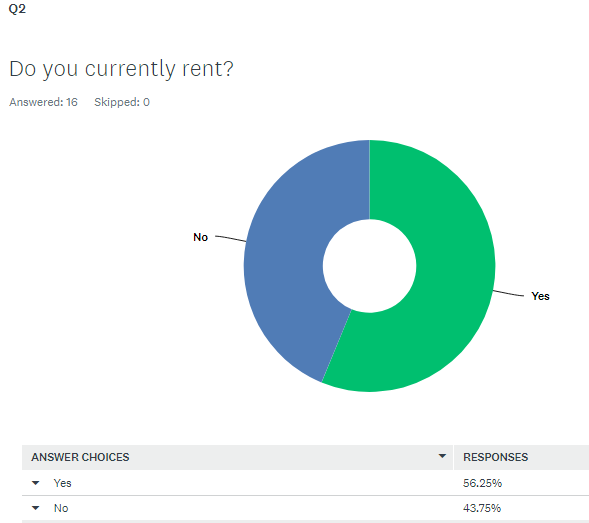 Q2
Do you currently rent?
Answered: 16 Skipped: 0
No
Yes
ANSWER CHOICES RESPONSES
Yes 56.25%
No 43.75%